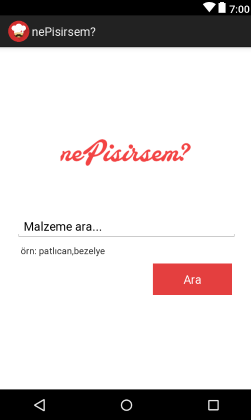 7:00
nePisirsem?
nePisirsem?
Malzeme ara...
örn: patlıcan,bezelye
Ara